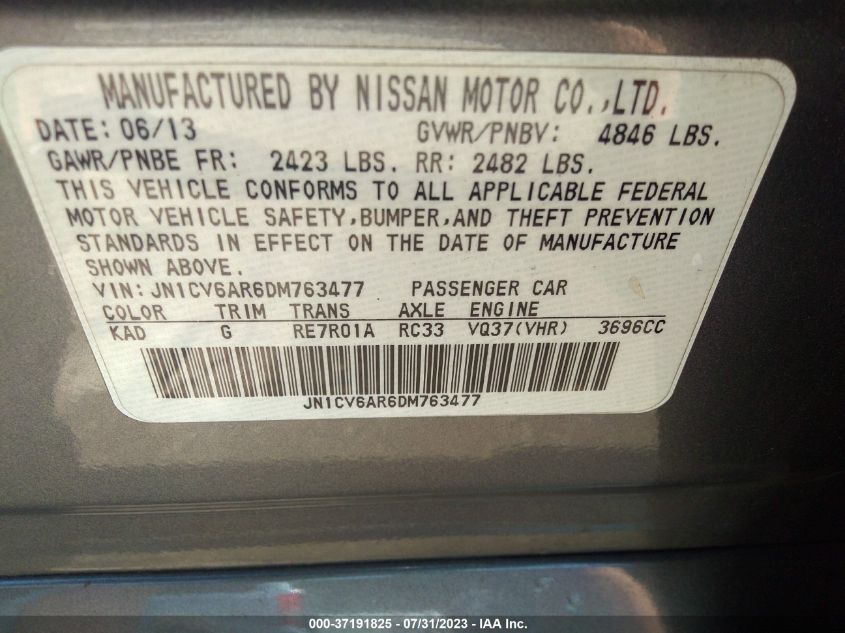 MANUFACTURED BY NISSAN MOTOR CO.,LTD.
DATE: 06/13 GVWR/PNBV: 4846 LBS.
GAWR/PNBE FR: 2423 LBS. RR: 2482 LBS.
THIS VEHICLE CONFORMS TO ALL APPLICABLE FEDERAL
MOTOR VEHICLE SAFETY,BUMPER,AND THEFT PREVENTION
STANDARDS IN EFFECT ON THE DATE OF MANUFACTURE
SHOWN ABOVE.
VIN: JN1CV6AR6DM763477 PASSENGER CAR
COLOR TRIM TRANS AXLE ENGINE
KAD G RE7R01A RC33 VQ37(VHR) 3696CC
JN1CV6AR6DM763477
000-37191825 - 07/31/2023 - IAA Inc.